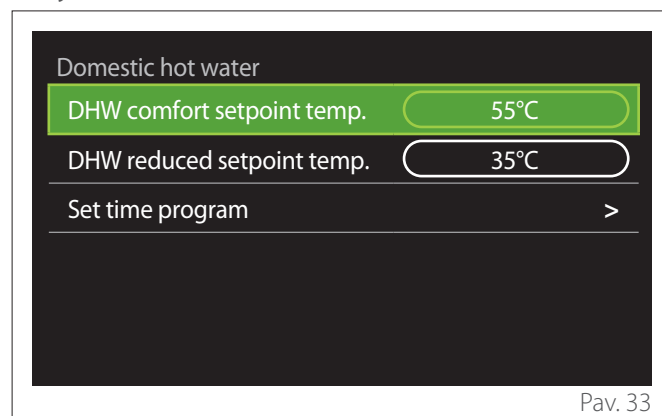 Domestic hot water
DHW comfort setpoint temp. 55°C
DHW reduced setpoint temp. 35°C
Set time program >
Pav. 33